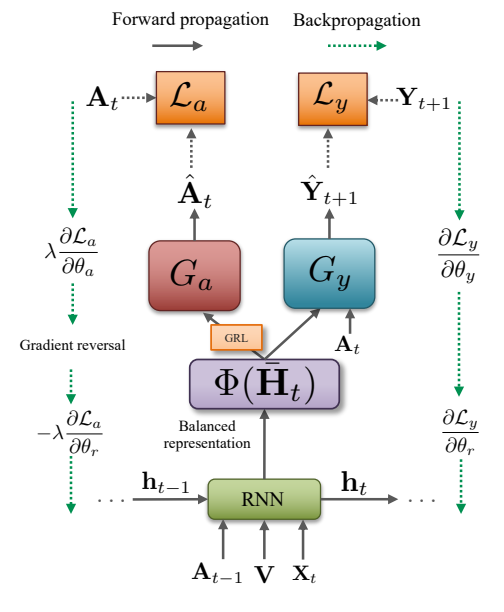 Forward propagation
Backpropagation
𝐀_t
ℒ_a
ℒ_y
𝐘_{t+1}
𝐀̂_t
𝐘̂_{t+1}
λ ∂ℒ_a/∂θ_a
G_a
G_y
∂ℒ_y/∂θ_y
GRL
𝐀_t
Gradient reversal
Φ(𝐇̄_t)
−λ ∂ℒ_a/∂θ_r
Balanced
representation
∂ℒ_y/∂θ_r
· · ·
𝐡_{t−1}
RNN
𝐡_t
· · ·
𝐀_{t−1}
𝐕
𝐗_t